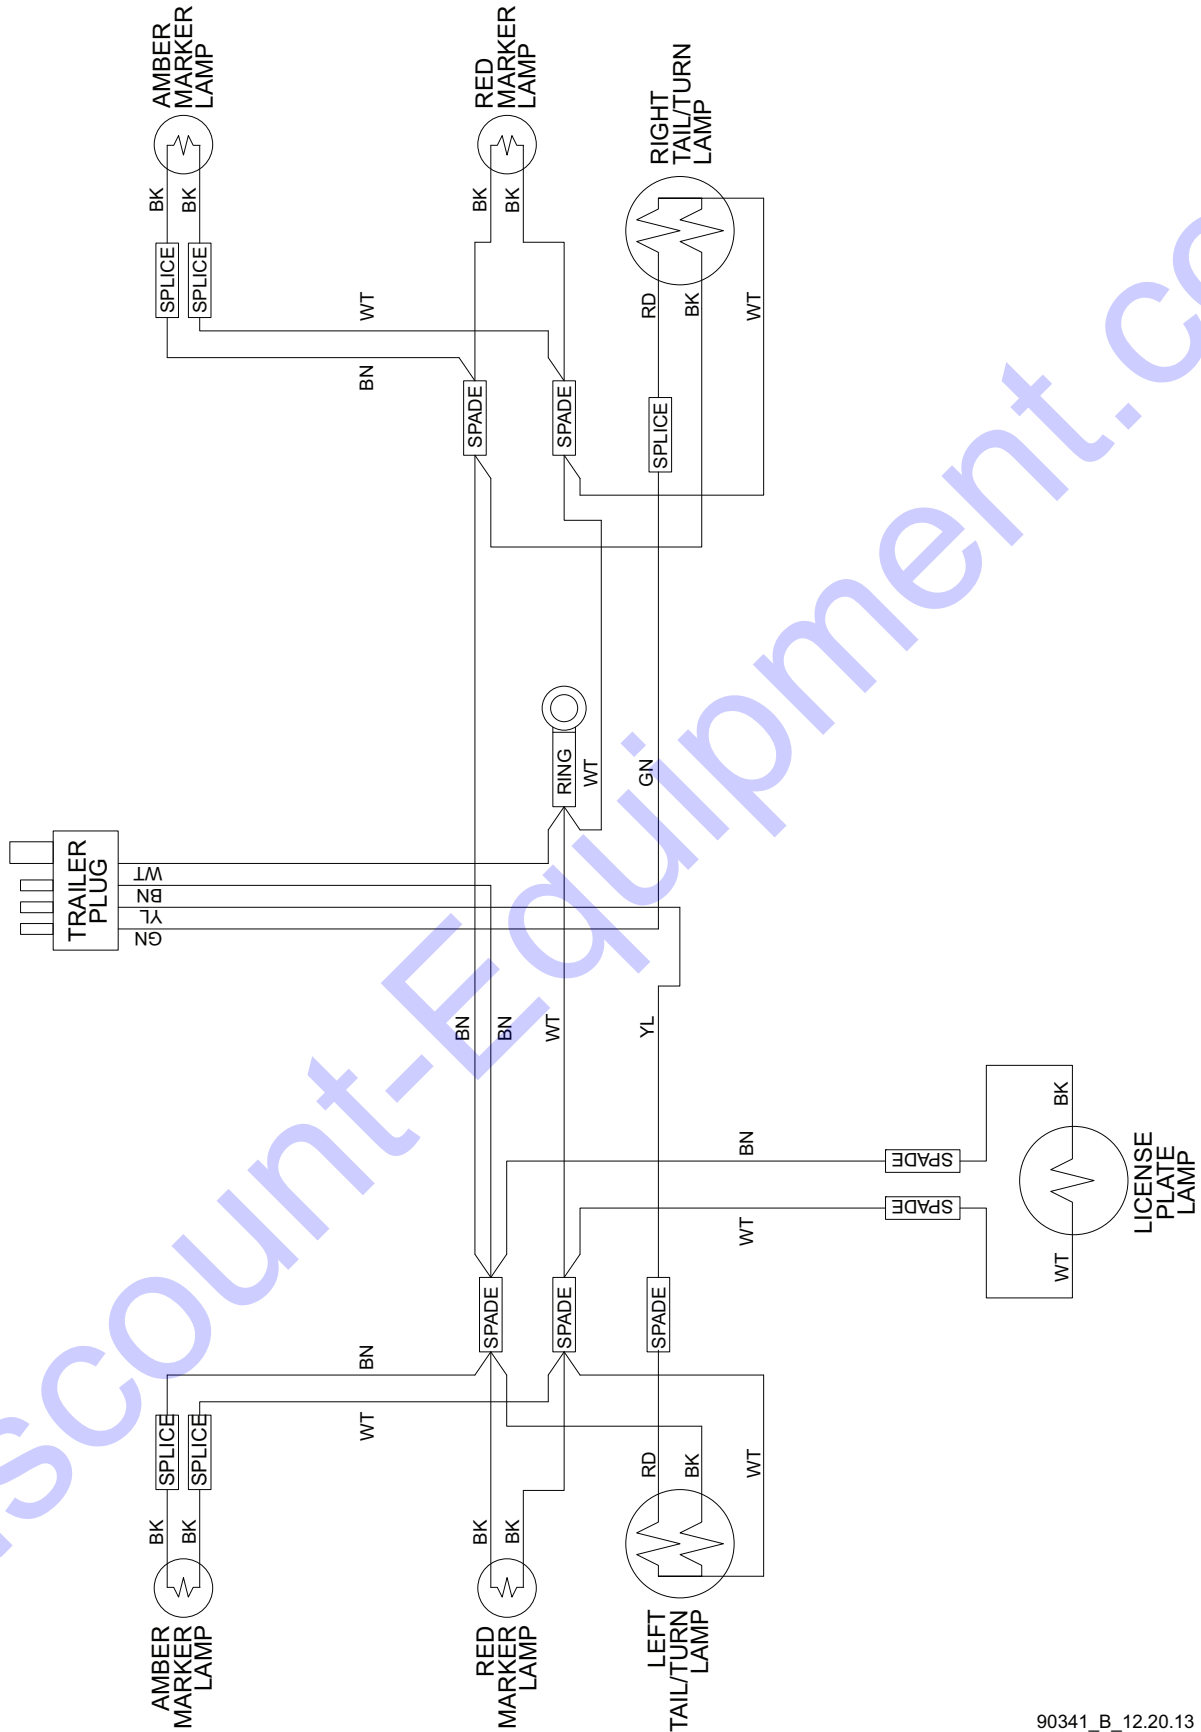 AMBER
MARKER
LAMP
RED
MARKER
LAMP
RIGHT
TAIL/TURN
LAMP
BK
BK
BK
BK
SPLICE
SPLICE
WT
BN
RD
BK
WT
SPADE
SPADE
SPLICE
TRAILER
PLUG
WT
BN
YL
GN
RING
WT
GN
BN
BN
WT
YL
BN
WT
SPADE
SPADE
BK
WT
LICENSE
PLATE
LAMP
SPADE
SPADE
SPADE
BN
WT
SPLICE
SPLICE
BK
BK
BK
BK
RD
BK
WT
AMBER
MARKER
LAMP
RED
MARKER
LAMP
LEFT
TAIL/TURN
LAMP
90341_B_12.20.13
iscount-Equipment.co